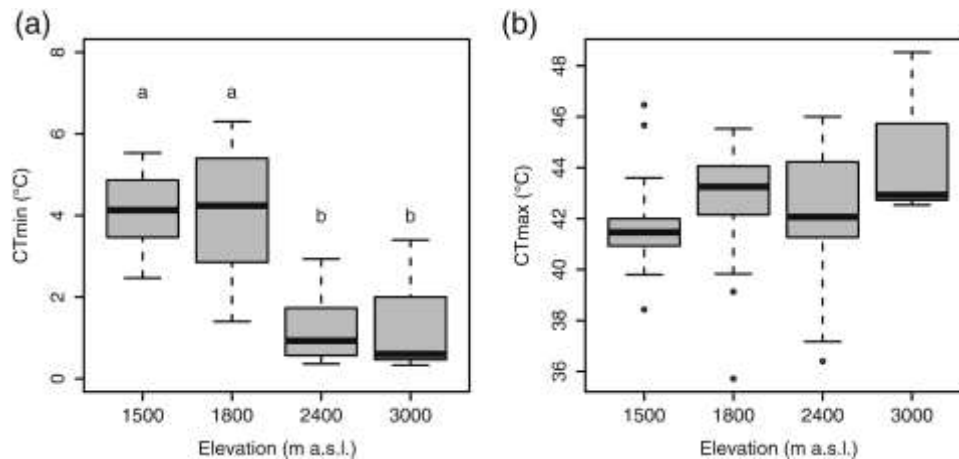 (a)
8
6
4
2
0
CTmin (°C)
a
a
b
b
1500 1800 2400 3000
Elevation (m a.s.l.)
(b)
48
46
44
42
40
38
36
CTmax (°C)
1500 1800 2400 3000
Elevation (m a.s.l.)